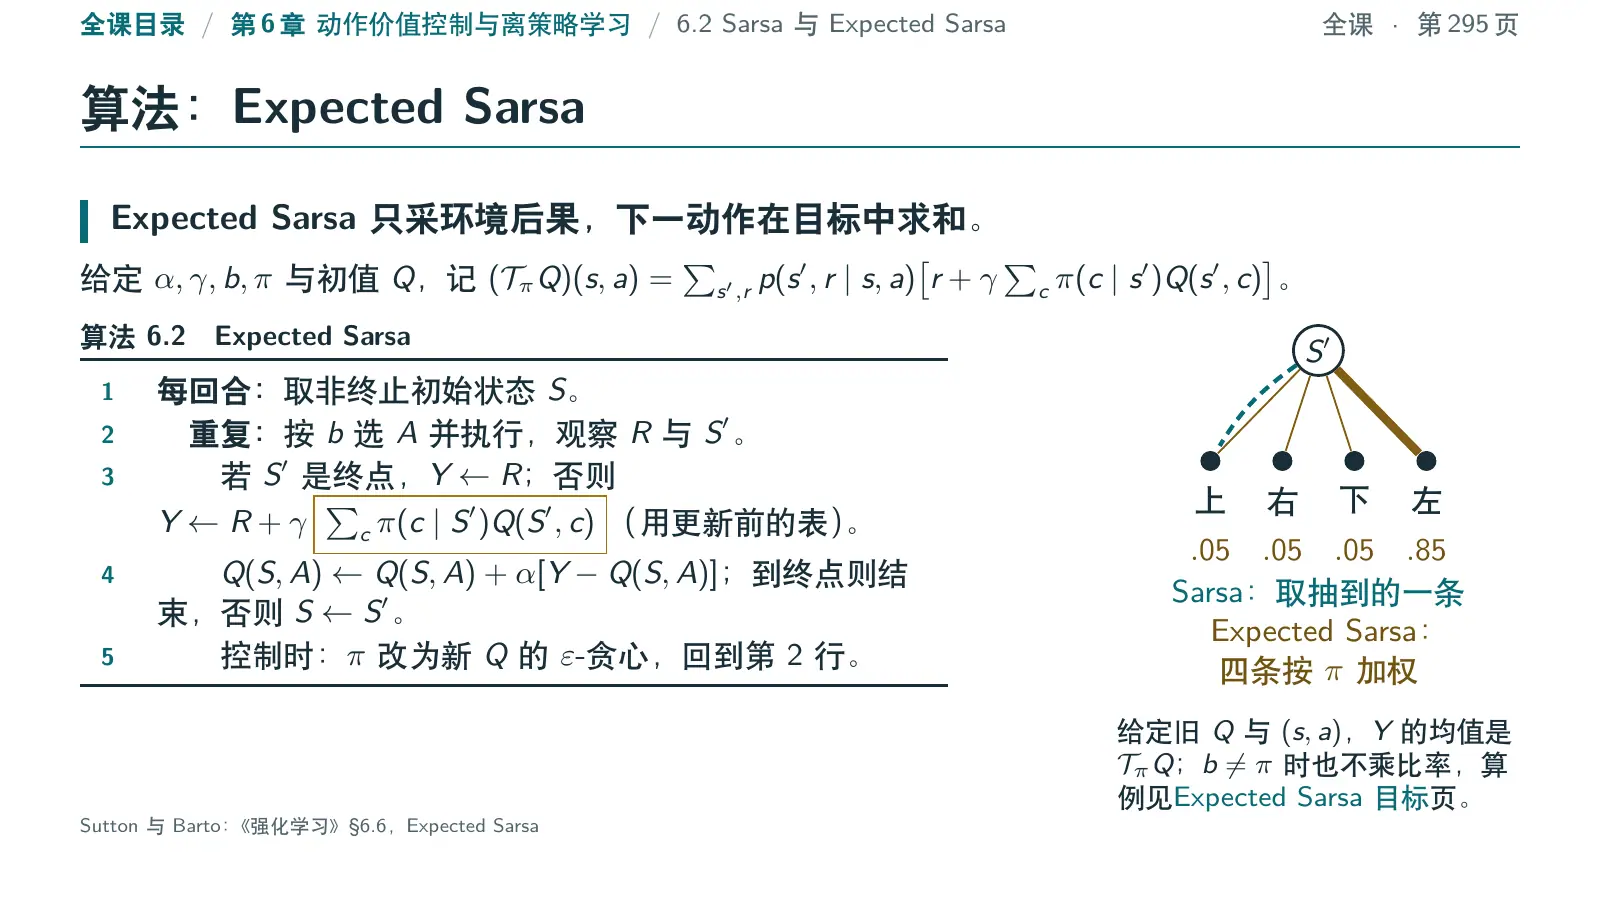 全课目录 / 第 6 章 动作价值控制与离策略学习 / 6.2 Sarsa 与 Expected Sarsa
全课 · 第 295 页
算法：Expected Sarsa
Expected Sarsa 只采环境后果，下一动作在目标中求和。
给定 α, γ, b, π 与初值 Q，记 (𝒯_π Q)(s, a) = ∑_{s′,r} p(s′, r | s, a)[r + γ ∑_c π(c | s′)Q(s′, c)]。
算法 6.2 Expected Sarsa
1 每回合：取非终止初始状态 S。
2 重复：按 b 选 A 并执行，观察 R 与 S′。
3 若 S′ 是终点，Y ← R；否则
Y ← R + γ ∑_c π(c | S′)Q(S′, c) （用更新前的表）。
4 Q(S, A) ← Q(S, A) + α[Y − Q(S, A)]；到终点则结
束，否则 S ← S′。
5 控制时：π 改为新 Q 的 ε-贪心，回到第 2 行。
S′
上 右 下 左
.05 .05 .05 .85
Sarsa：取抽到的一条
Expected Sarsa：
四条按 π 加权
给定旧 Q 与 (s, a)，Y 的均值是
𝒯_π Q；b ≠ π 时也不乘比率，算
例见Expected Sarsa 目标页。
Sutton 与 Barto：《强化学习》§6.6，Expected Sarsa